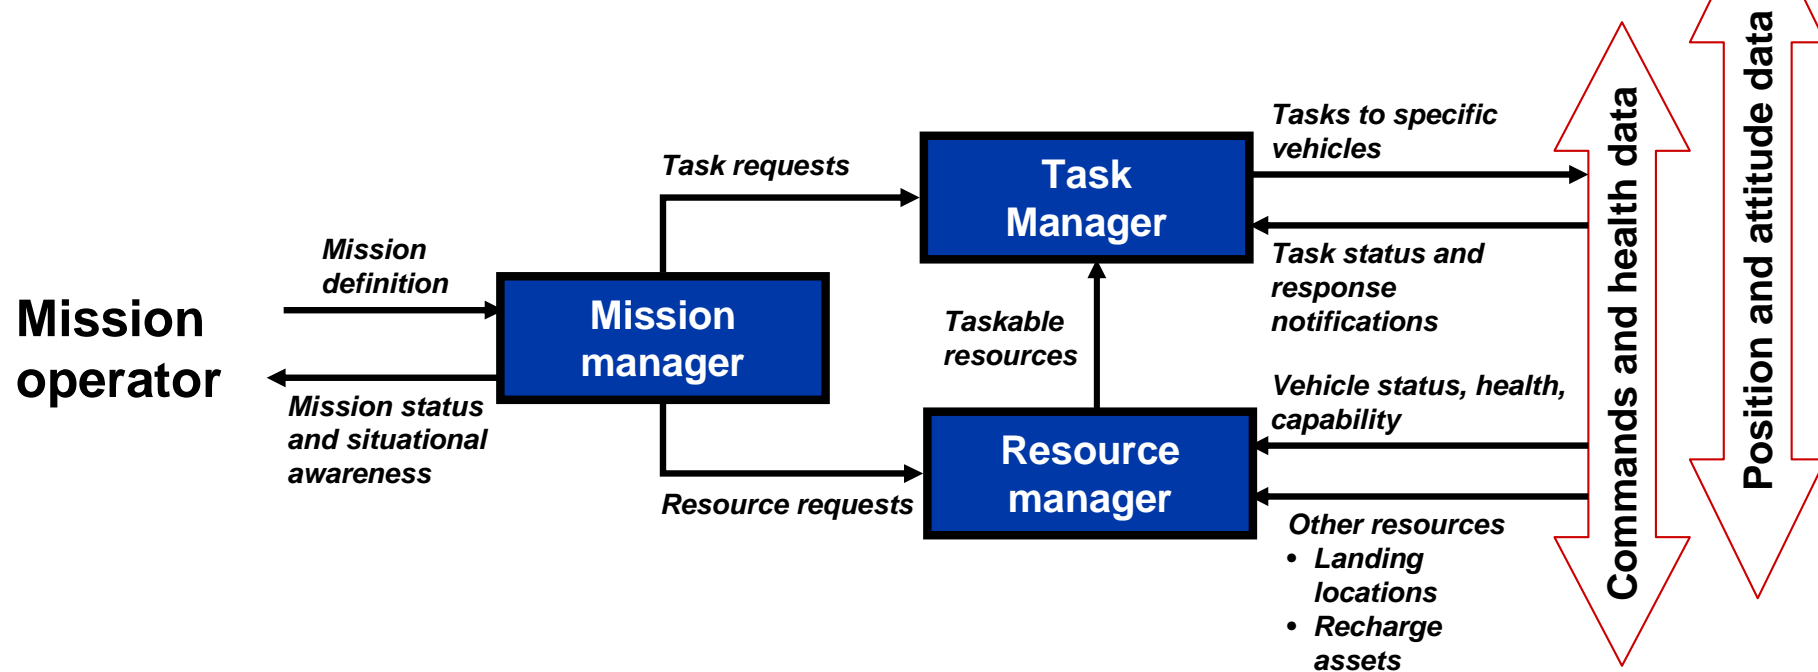 Mission
operator
Mission
definition
Mission status
and situational
awareness
Mission
manager
Task requests
Resource requests
Task
Manager
Taskable
resources
Resource
manager
Tasks to specific
vehicles
Task status and
response
notifications
Vehicle status, health,
capability
Other resources
• Landing
locations
• Recharge
assets
Commands and health data
Position and attitude data